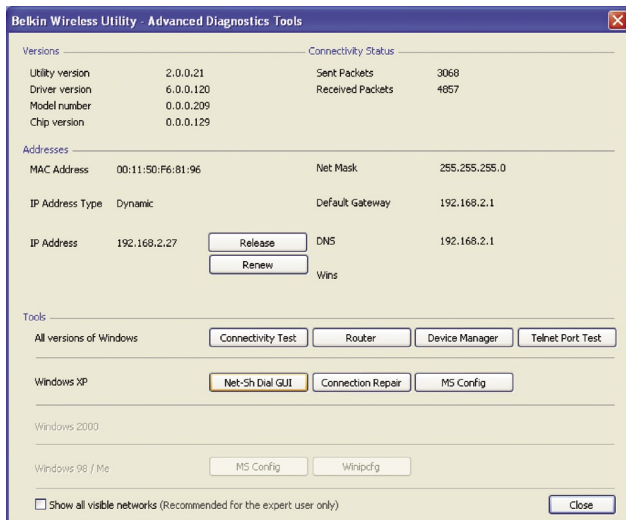 Belkin Wireless Utility - Advanced Diagnostics Tools
Versions
Utility version 2.0.0.21
Driver version 6.0.0.120
Model number 0.0.0.209
Chip version 0.0.0.129
Connectivity Status
Sent Packets 3068
Received Packets 4857
Addresses
MAC Address 00:11:50:F6:81:96
IP Address Type Dynamic
IP Address 192.168.2.27
Release
Renew
Net Mask 255.255.255.0
Default Gateway 192.168.2.1
DNS 192.168.2.1
Wins
Tools
All versions of Windows Connectivity Test Router Device Manager Telnet Port Test
Windows XP Net-Sh Dial GUI Connection Repair MS Config
Windows 2000
Windows 98 / Me MS Config Winipcfg
Show all visible networks (Recommended for the expert user only) Close